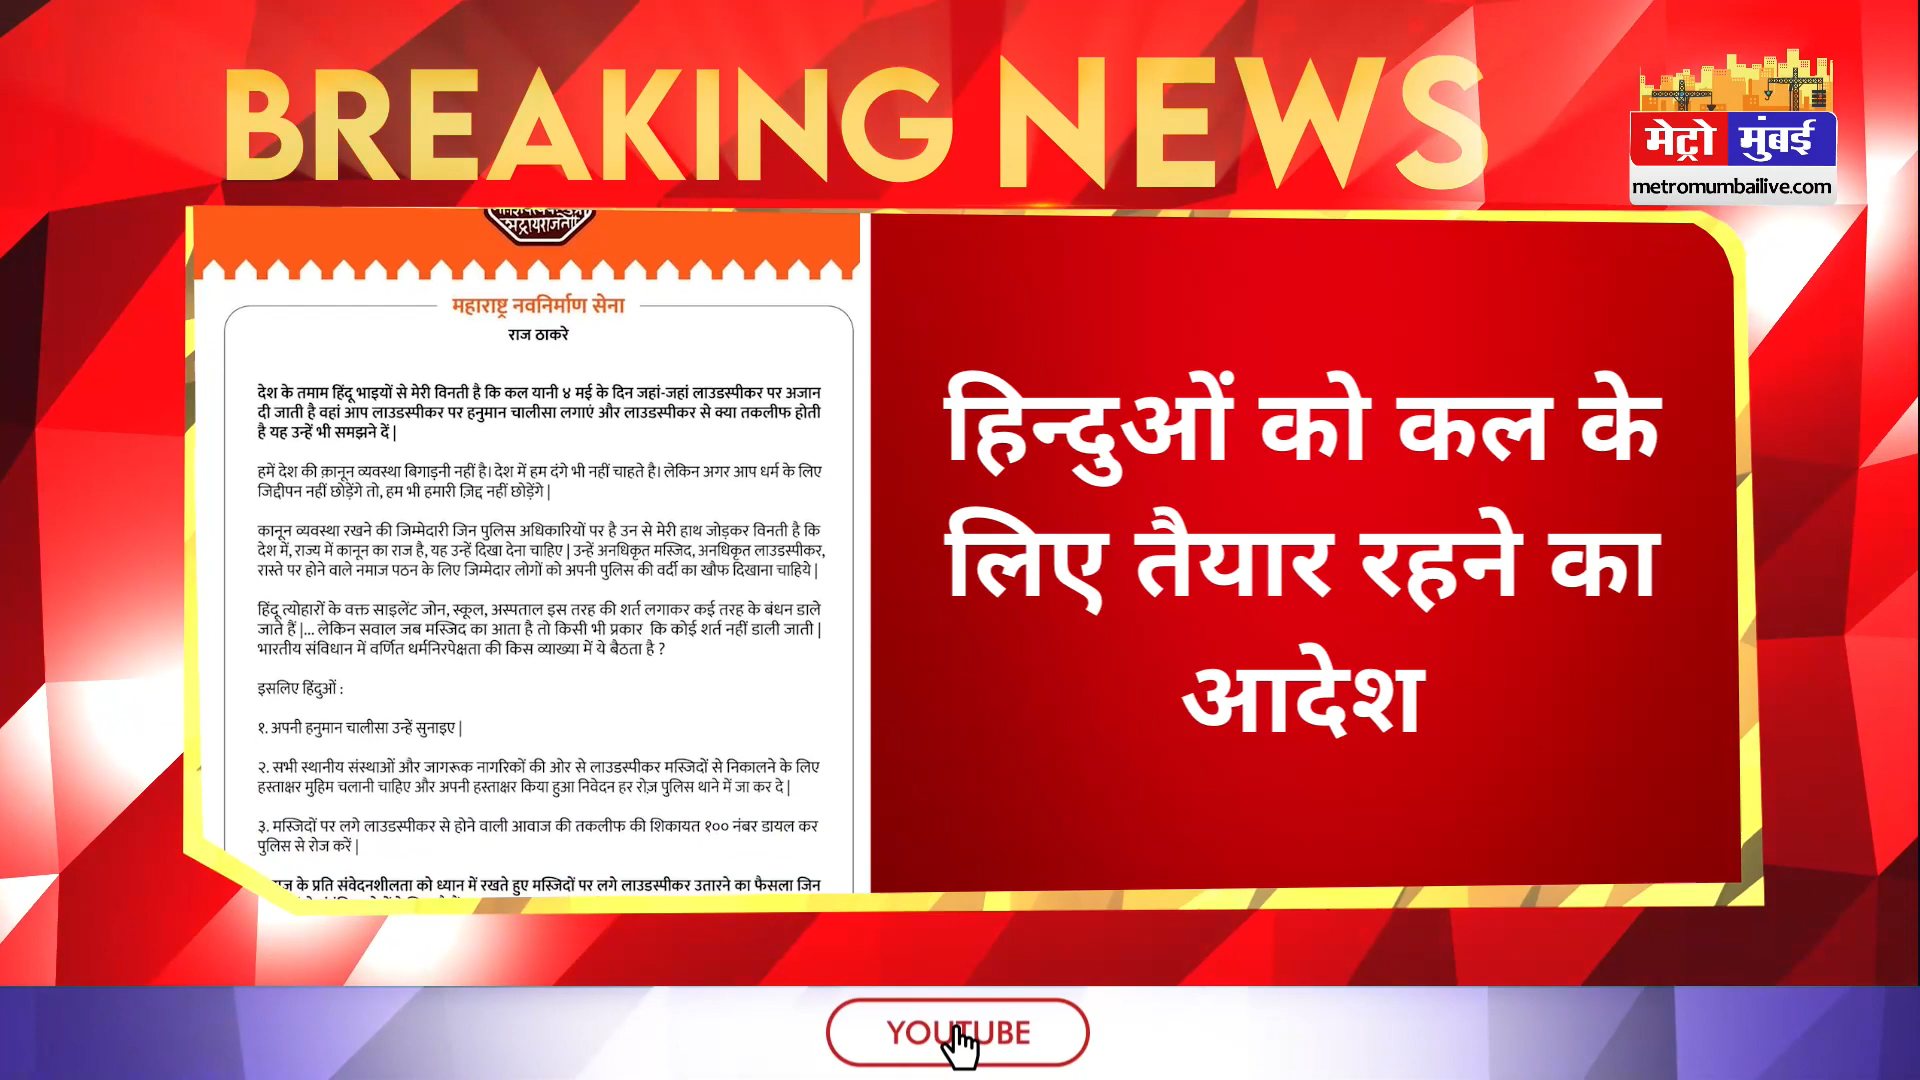 BREAKING NEWS
मेट्रो मुंबई
metromumbailive.com
महाराष्ट्र नवनिर्माण सेना
राज ठाकरे
देश के तमाम हिंदू भाइयों से मेरी विनती है कि कल यानी ४ मई के दिन जहां-जहां लाउडस्पीकर पर अजान
दी जाती है वहां आप लाउडस्पीकर पर हनुमान चालीसा लगाएं और लाउडस्पीकर से क्या तकलीफ होती
है यह उन्हें भी समझने दें |
हमें देश की क़ानून व्यवस्था बिगाड़नी नहीं है। देश में हम दंगे भी नहीं चाहते है। लेकिन अगर आप धर्म के लिए
जिद्दीपन नहीं छोड़ेंगे तो, हम भी हमारी ज़िद्द नहीं छोड़ेंगे |
कानून व्यवस्था रखने की जिम्मेदारी जिन पुलिस अधिकारियों पर है उन से मेरी हाथ जोड़कर विनती है कि
देश में, राज्य में कानून का राज है, यह उन्हें दिखा देना चाहिए | उन्हें अनधिकृत मस्जिद, अनधिकृत लाउडस्पीकर,
रास्ते पर होने वाले नमाज पठन के लिए जिम्मेदार लोगों को अपनी पुलिस की वर्दी का खौफ दिखाना चाहिये |
हिंदू त्योहारों के वक्त साइलेंट जोन, स्कूल, अस्पताल इस तरह की शर्त लगाकर कई तरह के बंधन डाले
जाते हैं |... लेकिन सवाल जब मस्जिद का आता है तो किसी भी प्रकार कि कोई शर्त नहीं डाली जाती |
भारतीय संविधान में वर्णित धर्मनिरपेक्षता की किस व्याख्या में ये बैठता है ?
इसलिए हिंदुओं :
१. अपनी हनुमान चालीसा उन्हें सुनाइए |
२. सभी स्थानीय संस्थाओं और जागरूक नागरिकों की ओर से लाउडस्पीकर मस्जिदों से निकालने के लिए
हस्ताक्षर मुहिम चलानी चाहिए और अपनी हस्ताक्षर किया हुआ निवेदन हर रोज़ पुलिस थाने में जा कर दे |
३. मस्जिदों पर लगे लाउडस्पीकर से होने वाली आवाज की तकलीफ की शिकायत १०० नंबर डायल कर
पुलिस से रोज करें |
के प्रति संवेदनशीलता को ध्यान में रखते हुए मस्जिदों पर लगे लाउडस्पीकर उतारने का फैसला जिन
हिन्दुओं को कल के
लिए तैयार रहने का
आदेश
YOUTUBE